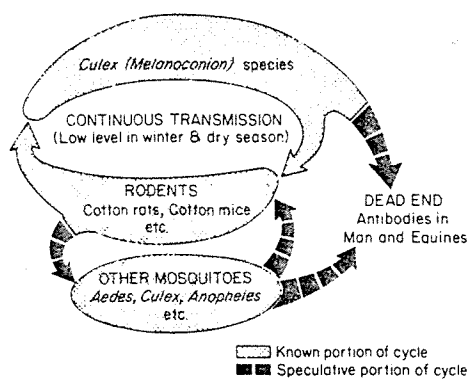 Culex (Melanoconion) species
CONTINUOUS TRANSMISSION
(Low level in winter & dry season)
RODENTS
Cotton rats, Cotton mice
etc.
DEAD END
Antibodies in
Man and Equines
OTHER MOSQUITOES
Aedes, Culex, Anopheles
etc.
Known portion of cycle
Speculative portion of cycle